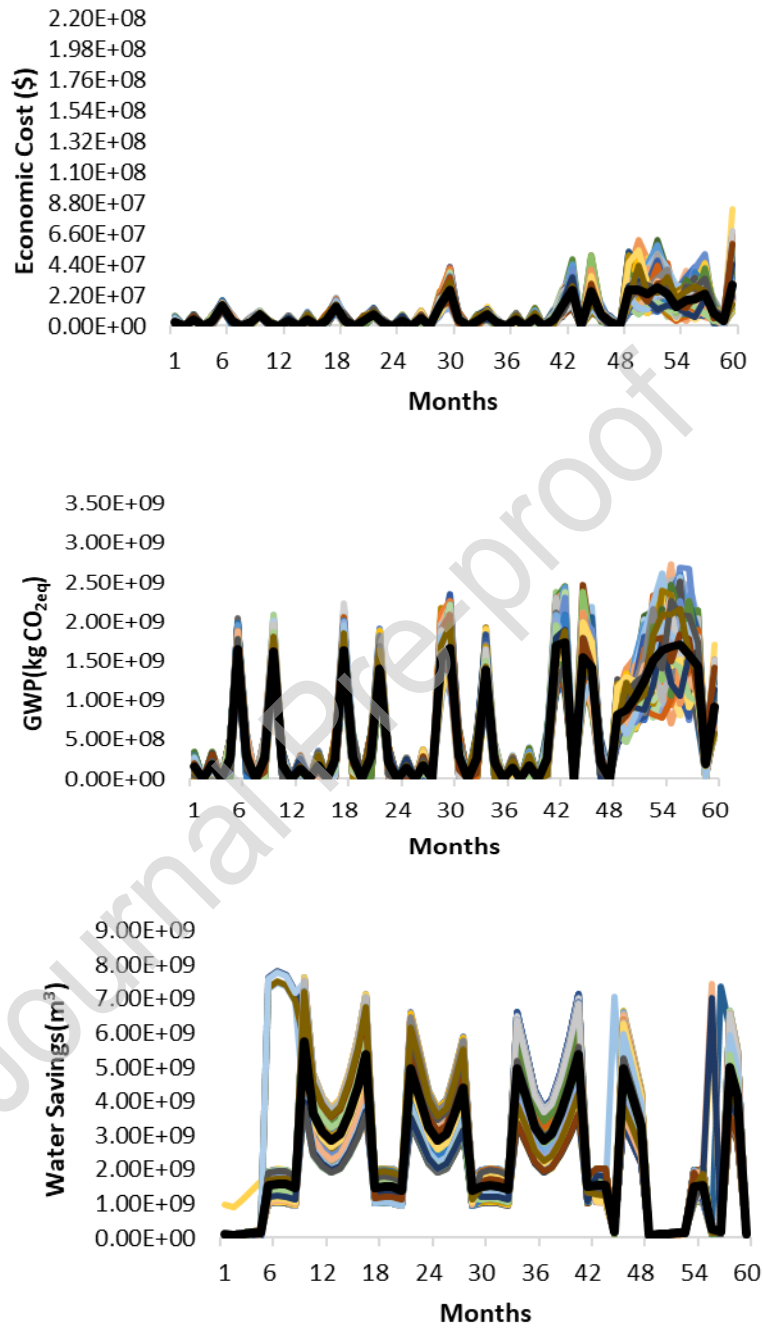 Economic Cost ($)
2.20E+08
1.98E+08
1.76E+08
1.54E+08
1.32E+08
1.10E+08
8.80E+07
6.60E+07
4.40E+07
2.20E+07
0.00E+00
1 6 12 18 24 30 36 42 48 54 60
Months
GWP(kg CO2eq)
3.50E+09
3.00E+09
2.50E+09
2.00E+09
1.50E+09
1.00E+09
5.00E+08
0.00E+00
1 6 12 18 24 30 36 42 48 54 60
Months
Water Savings(m³)
9.00E+09
8.00E+09
7.00E+09
6.00E+09
5.00E+09
4.00E+09
3.00E+09
2.00E+09
1.00E+09
0.00E+00
1 6 12 18 24 30 36 42 48 54 60
Months
Journal Pre-proof